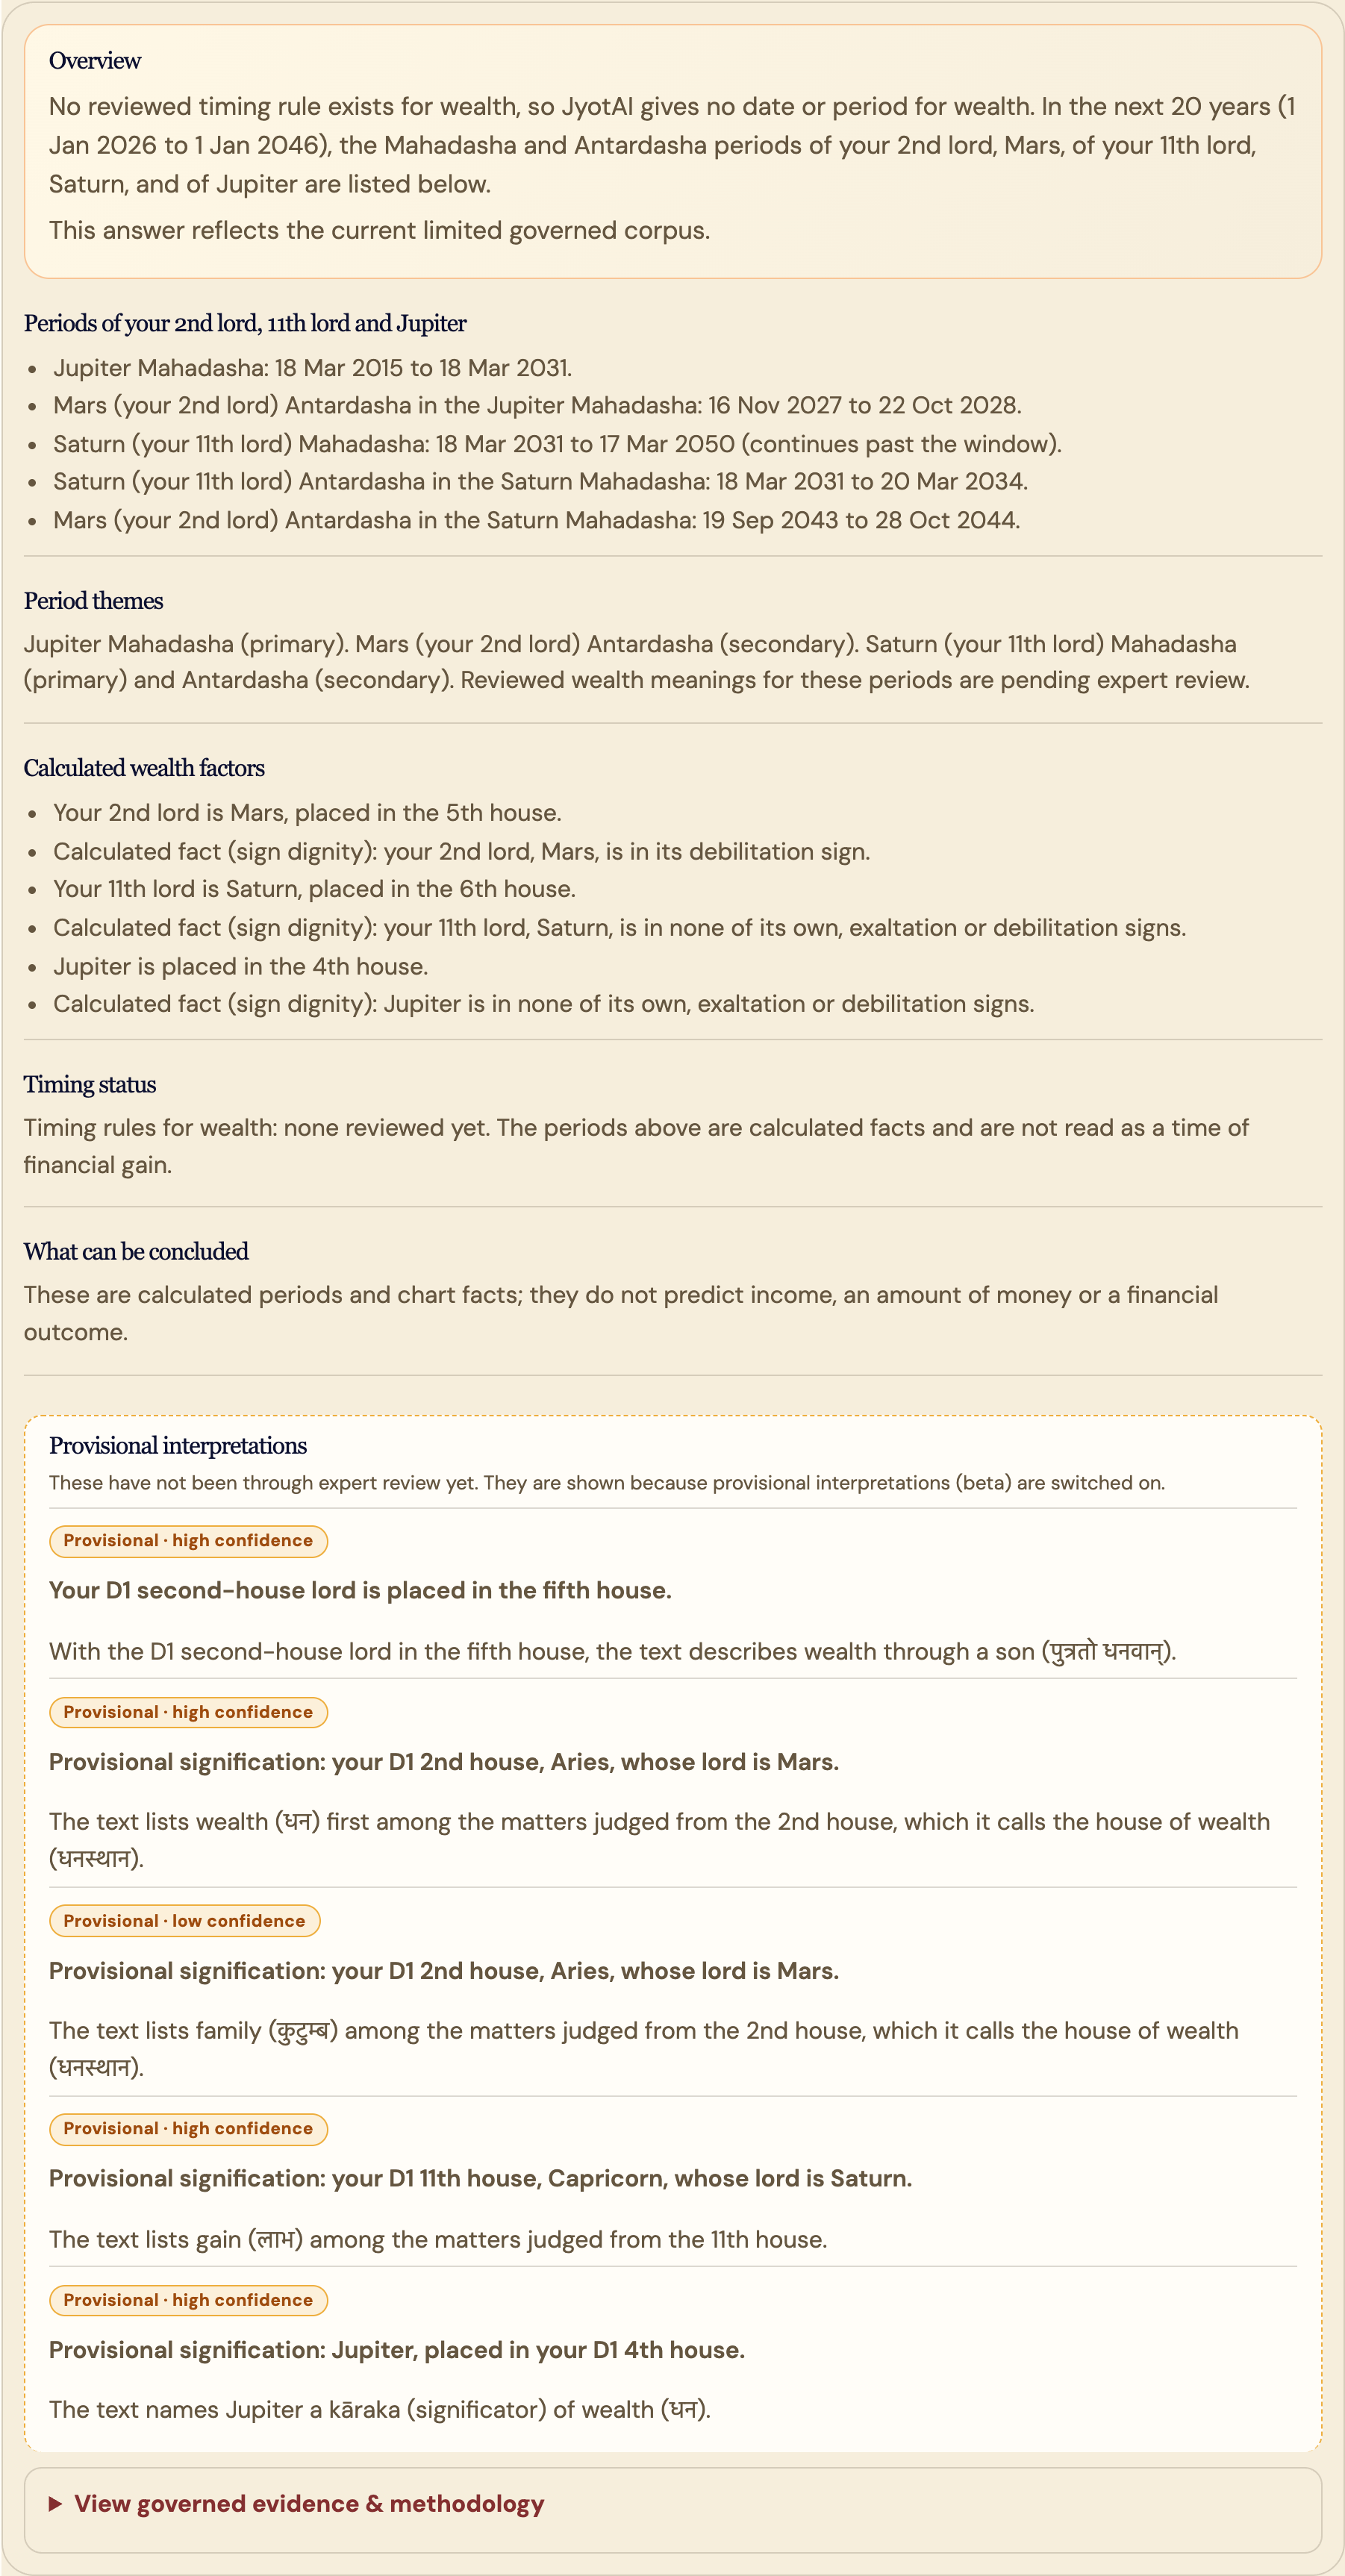 Overview
No reviewed timing rule exists for wealth, so JyotAI gives no date or period for wealth. In the next 20 years (1
Jan 2026 to 1 Jan 2046), the Mahadasha and Antardasha periods of your 2nd lord, Mars, of your 11th lord,
Saturn, and of Jupiter are listed below.
This answer reflects the current limited governed corpus.
Periods of your 2nd lord, 11th lord and Jupiter
• Jupiter Mahadasha: 18 Mar 2015 to 18 Mar 2031.
• Mars (your 2nd lord) Antardasha in the Jupiter Mahadasha: 16 Nov 2027 to 22 Oct 2028.
• Saturn (your 11th lord) Mahadasha: 18 Mar 2031 to 17 Mar 2050 (continues past the window).
• Saturn (your 11th lord) Antardasha in the Saturn Mahadasha: 18 Mar 2031 to 20 Mar 2034.
• Mars (your 2nd lord) Antardasha in the Saturn Mahadasha: 19 Sep 2043 to 28 Oct 2044.
Period themes
Jupiter Mahadasha (primary). Mars (your 2nd lord) Antardasha (secondary). Saturn (your 11th lord) Mahadasha
(primary) and Antardasha (secondary). Reviewed wealth meanings for these periods are pending expert review.
Calculated wealth factors
• Your 2nd lord is Mars, placed in the 5th house.
• Calculated fact (sign dignity): your 2nd lord, Mars, is in its debilitation sign.
• Your 11th lord is Saturn, placed in the 6th house.
• Calculated fact (sign dignity): your 11th lord, Saturn, is in none of its own, exaltation or debilitation signs.
• Jupiter is placed in the 4th house.
• Calculated fact (sign dignity): Jupiter is in none of its own, exaltation or debilitation signs.
Timing status
Timing rules for wealth: none reviewed yet. The periods above are calculated facts and are not read as a time of
financial gain.
What can be concluded
These are calculated periods and chart facts; they do not predict income, an amount of money or a financial
outcome.
Provisional interpretations
These have not been through expert review yet. They are shown because provisional interpretations (beta) are switched on.
Provisional · high confidence
Your D1 second-house lord is placed in the fifth house.
With the D1 second-house lord in the fifth house, the text describes wealth through a son (पुत्रतो धनवान्).
Provisional · high confidence
Provisional signification: your D1 2nd house, Aries, whose lord is Mars.
The text lists wealth (धन) first among the matters judged from the 2nd house, which it calls the house of wealth
(धनस्थान).
Provisional · low confidence
Provisional signification: your D1 2nd house, Aries, whose lord is Mars.
The text lists family (कुटुम्ब) among the matters judged from the 2nd house, which it calls the house of wealth
(धनस्थान).
Provisional · high confidence
Provisional signification: your D1 11th house, Capricorn, whose lord is Saturn.
The text lists gain (लाभ) among the matters judged from the 11th house.
Provisional · high confidence
Provisional signification: Jupiter, placed in your D1 4th house.
The text names Jupiter a kāraka (significator) of wealth (धन).
▶ View governed evidence & methodology